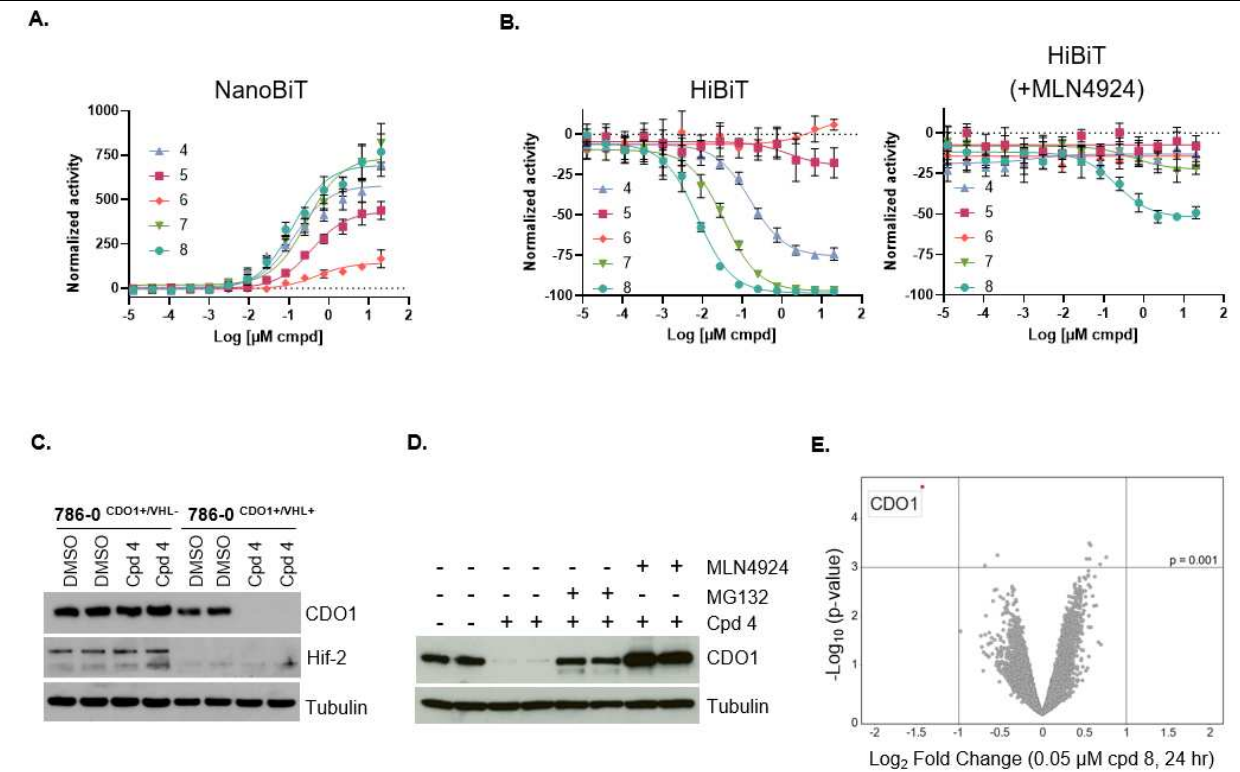 A.
NanoBiT
Normalized activity
1000
750
500
250
0
4
5
6
7
8
-5 -4 -3 -2 -1 0 1 2
Log [µM cmpd]
B.
HiBiT
Normalized activity
0
-25
-50
-75
-100
4
5
6
7
8
-5 -4 -3 -2 -1 0 1 2
Log [µM cmpd]
HiBiT
(+MLN4924)
Normalized activity
0
-25
-50
-100
4
5
6
7
8
-5 -4 -3 -2 -1 0 1 2
Log [µM cmpd]
C.
786-0 CDO1+/VHL- 786-0 CDO1+/VHL+
DMSO DMSO Cpd 4 Cpd 4 DMSO DMSO Cpd 4 Cpd 4
CDO1
Hif-2
Tubulin
D.
- - - - - - + + MLN4924
- - - - + + - - MG132
- - + + + + + + Cpd 4
CDO1
Tubulin
E.
CDO1
p = 0.001
-Log10 (p-value)
4
3
2
1
0
-2 -1.5 -1 -0.5 0 0.5 1 1.5 2
Log2 Fold Change (0.05 µM cpd 8, 24 hr)